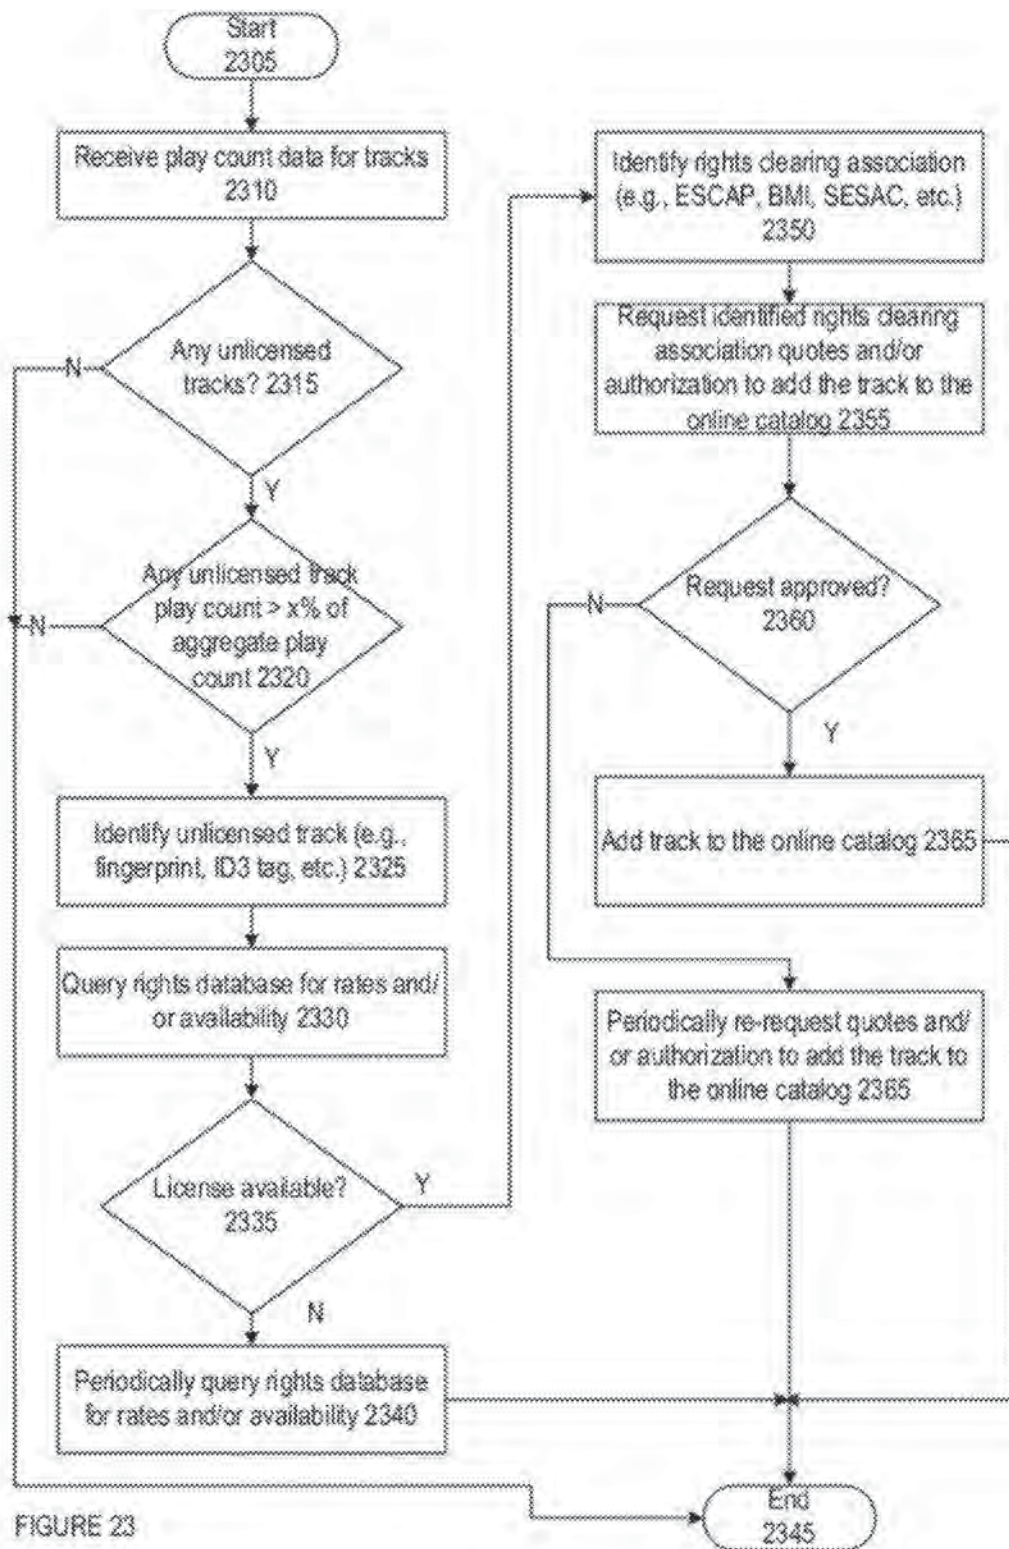 Start
2305
Receive play count data for tracks
2310
Any unlicensed
tracks? 2315
N
Y
Any unlicensed track
play count > x% of
aggregate play
count 2320
N
Y
Identify unlicensed track (e.g.,
fingerprint, ID3 tag, etc.) 2325
Query rights database for rates and/
or availability 2330
License available?
2335
Y
N
Periodically query rights database
for rates and/or availability 2340
Identify rights clearing association
(e.g., ESCAP, BMI, SESAC, etc.)
2350
Request identified rights clearing
association quotes and/or
authorization to add the track to the
online catalog 2355
Request approved?
2360
N
Y
Add track to the online catalog 2365
Periodically re-request quotes and/
or authorization to add the track to
the online catalog 2365
End
2345
FIGURE 23